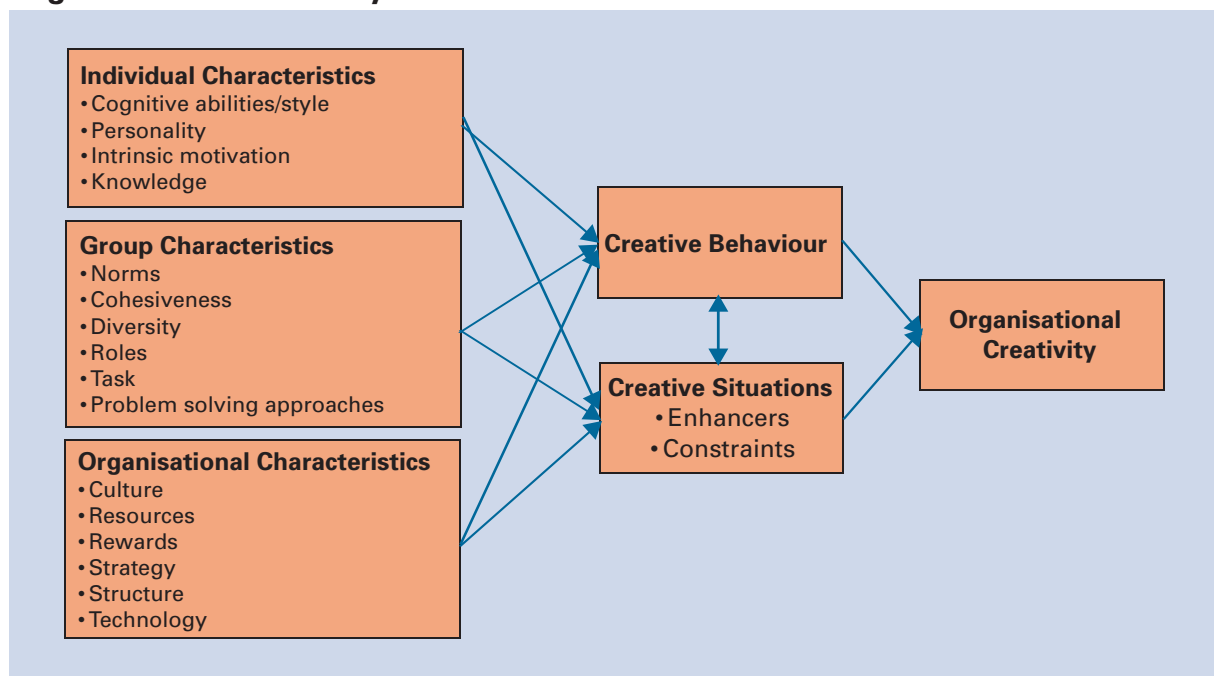 Individual Characteristics
•Cognitive abilities/style
•Personality
•Intrinsic motivation
•Knowledge
Group Characteristics
•Norms
•Cohesiveness
•Diversity
•Roles
•Task
•Problem solving approaches
Organisational Characteristics
•Culture
•Resources
•Rewards
•Strategy
•Structure
•Technology
Creative Behaviour
Creative Situations
•Enhancers
•Constraints
Organisational
Creativity